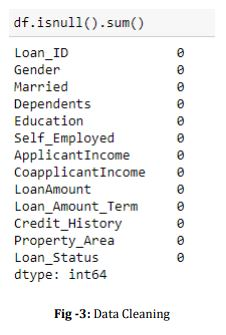 df.isnull().sum()
Loan_ID 0
Gender 0
Married 0
Dependents 0
Education 0
Self_Employed 0
ApplicantIncome 0
CoapplicantIncome 0
LoanAmount 0
Loan_Amount_Term 0
Credit_History 0
Property_Area 0
Loan_Status 0
dtype: int64
Fig -3: Data Cleaning